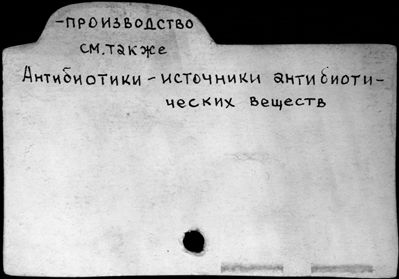 -ПРОИЗВОДСТВО
см. также
Антибиотики - источники антибиоти-
ческих веществ